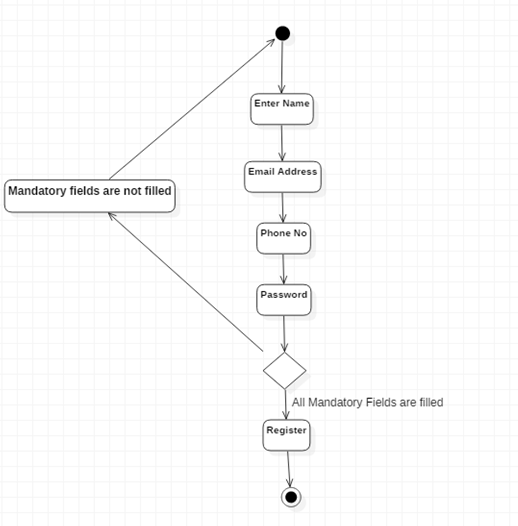 Enter Name
Email Address
Mandatory fields are not filled
Phone No
Password
All Mandatory Fields are filled
Register